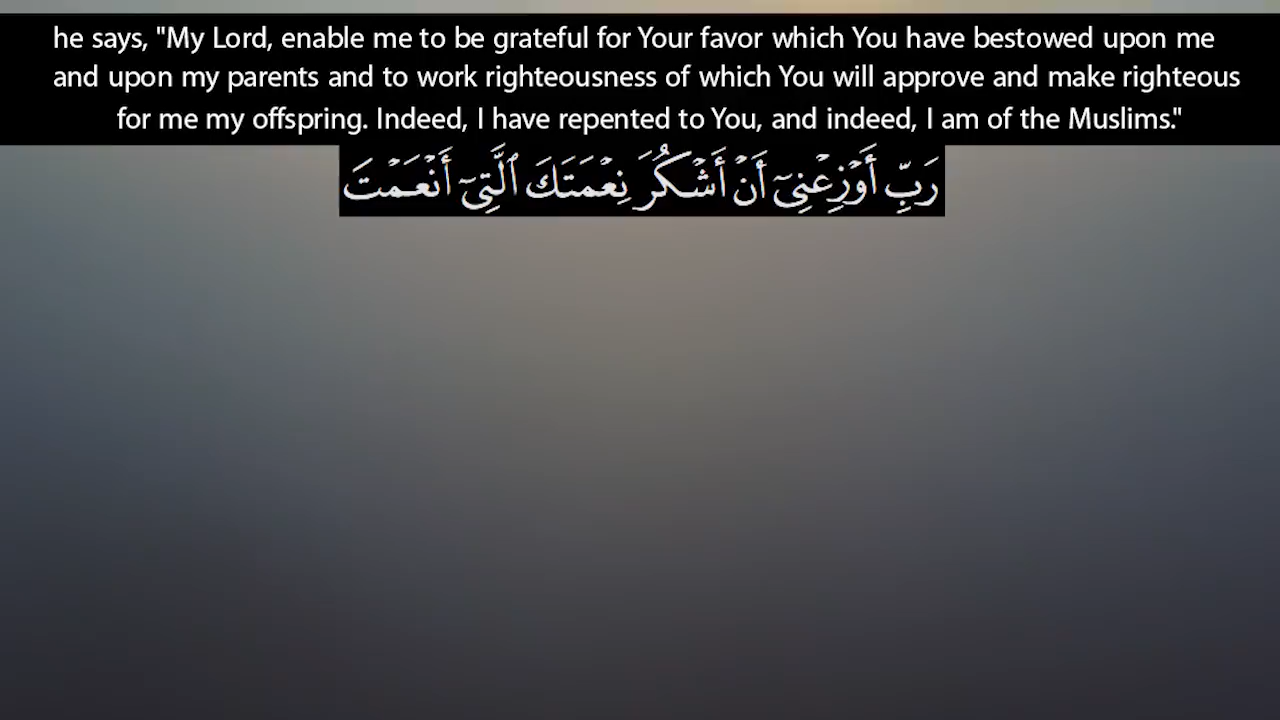 he says, "My Lord, enable me to be grateful for Your favor which You have bestowed upon me
and upon my parents and to work righteousness of which You will approve and make righteous
for me my offspring. Indeed, I have repented to You, and indeed, I am of the Muslims."
رَبِّ أَوْزِعْنِىٓ أَنْ أَشْكُرَ نِعْمَتَكَ ٱلَّتِىٓ أَنْعَمْتَ